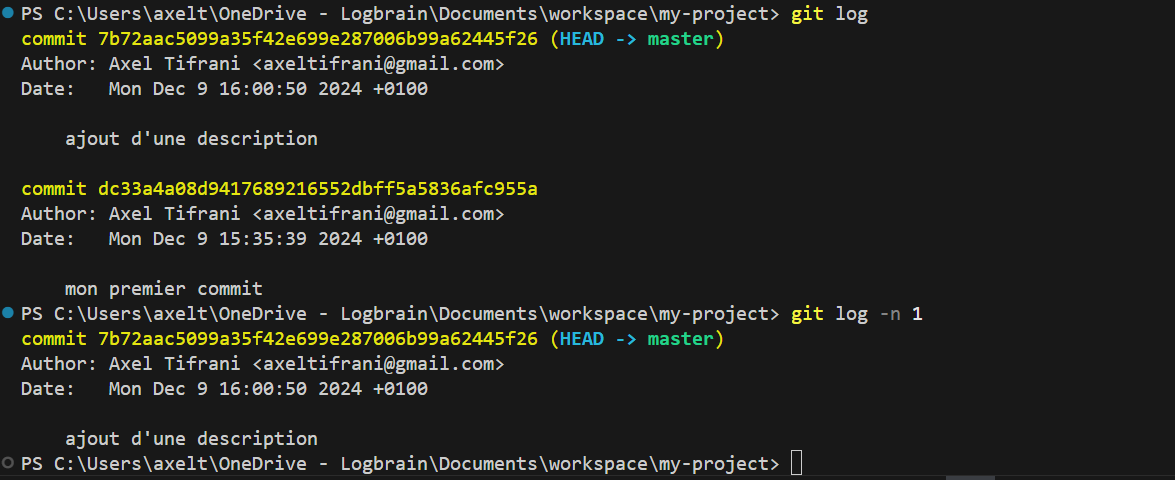 PS C:\Users\axelt\OneDrive - Logbrain\Documents\workspace\my-project> git log
commit 7b72aac5099a35f42e699e287006b99a62445f26 (HEAD -> master)
Author: Axel Tifrani <axeltifrani@gmail.com>
Date:   Mon Dec 9 16:00:50 2024 +0100
    ajout d'une description
commit dc33a4a08d9417689216552dbff5a5836afc955a
Author: Axel Tifrani <axeltifrani@gmail.com>
Date:   Mon Dec 9 15:35:39 2024 +0100
    mon premier commit
PS C:\Users\axelt\OneDrive - Logbrain\Documents\workspace\my-project> git log -n 1
commit 7b72aac5099a35f42e699e287006b99a62445f26 (HEAD -> master)
Author: Axel Tifrani <axeltifrani@gmail.com>
Date:   Mon Dec 9 16:00:50 2024 +0100
    ajout d'une description
PS C:\Users\axelt\OneDrive - Logbrain\Documents\workspace\my-project>